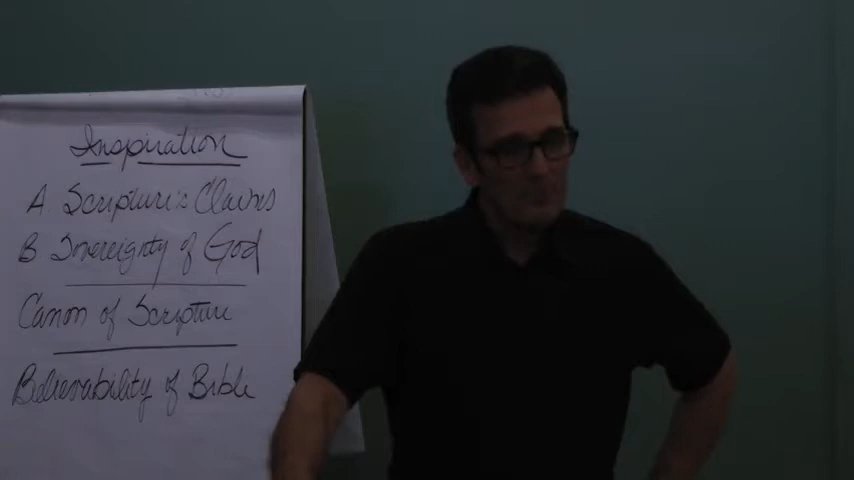 Inspiration
A Scripture's Claims
B Sovereignty of God
Canon of Scripture
Believability of Bible